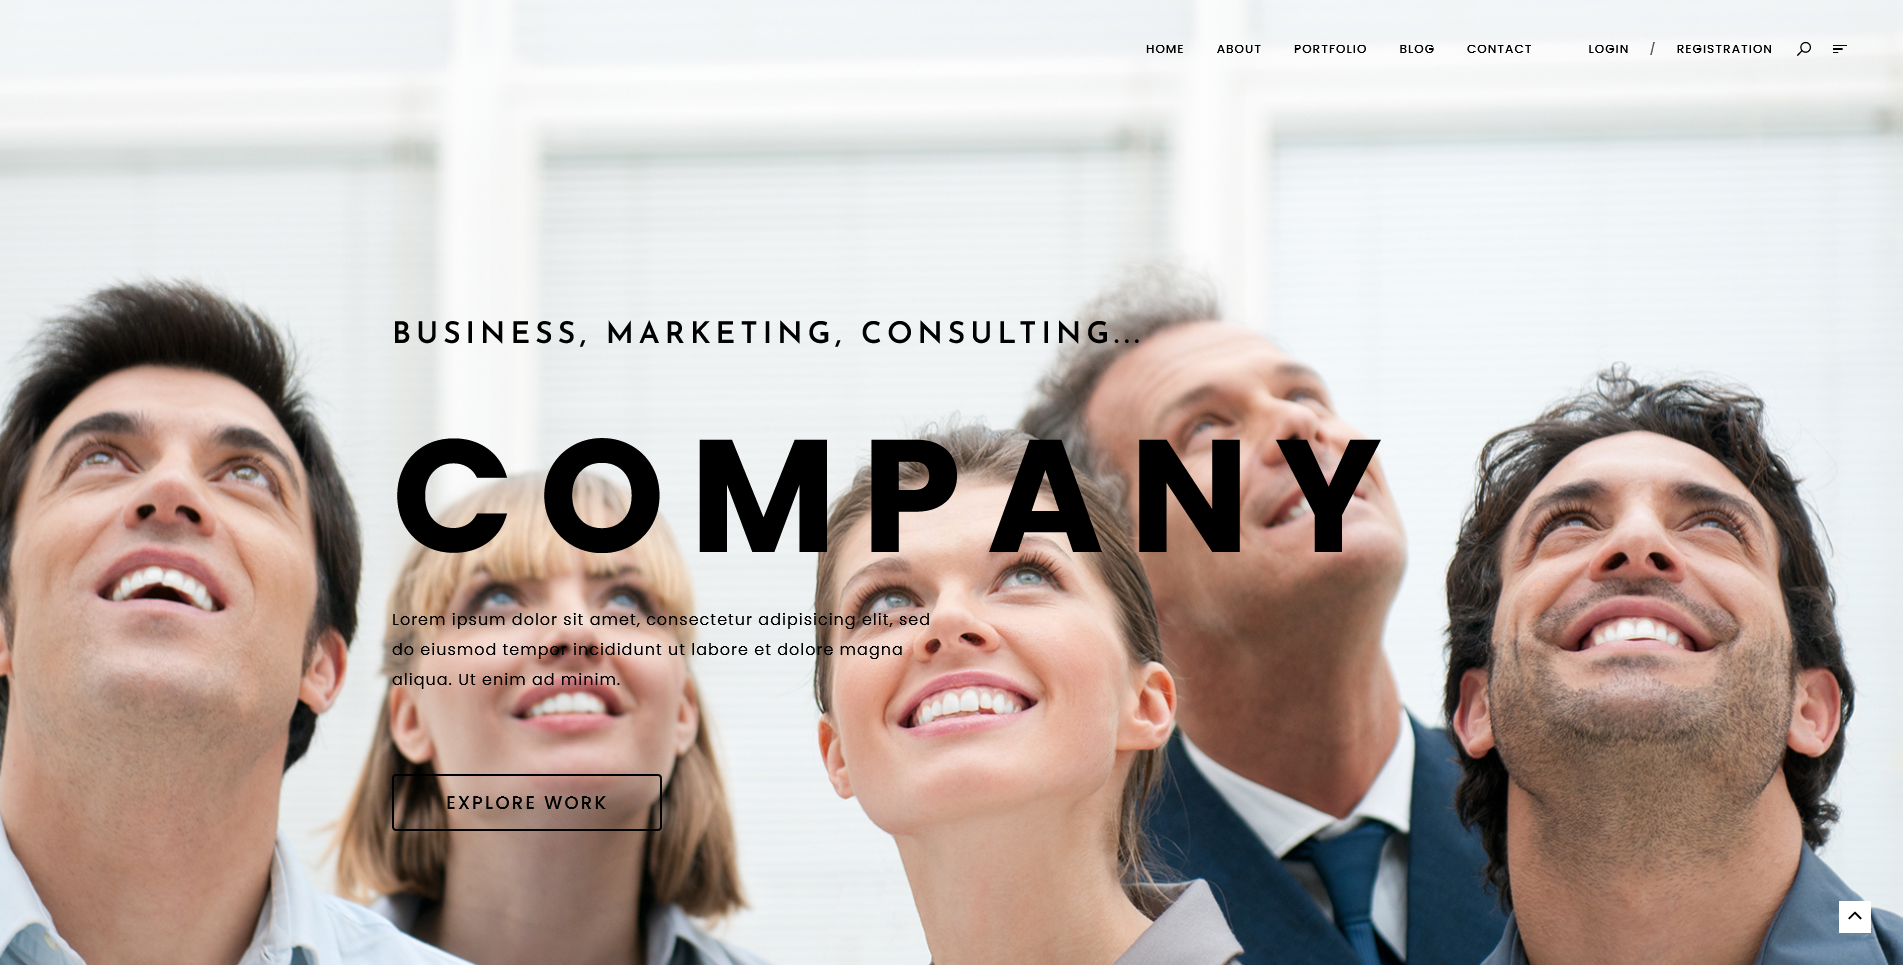 HOME ABOUT PORTFOLIO BLOG CONTACT LOGIN / REGISTRATION
BUSINESS, MARKETING, CONSULTING...
COMPANY
Lorem ipsum dolor sit amet, consectetur adipisicing elit, sed
do eiusmod tempor incididunt ut labore et dolore magna
aliqua. Ut enim ad minim.
EXPLORE WORK